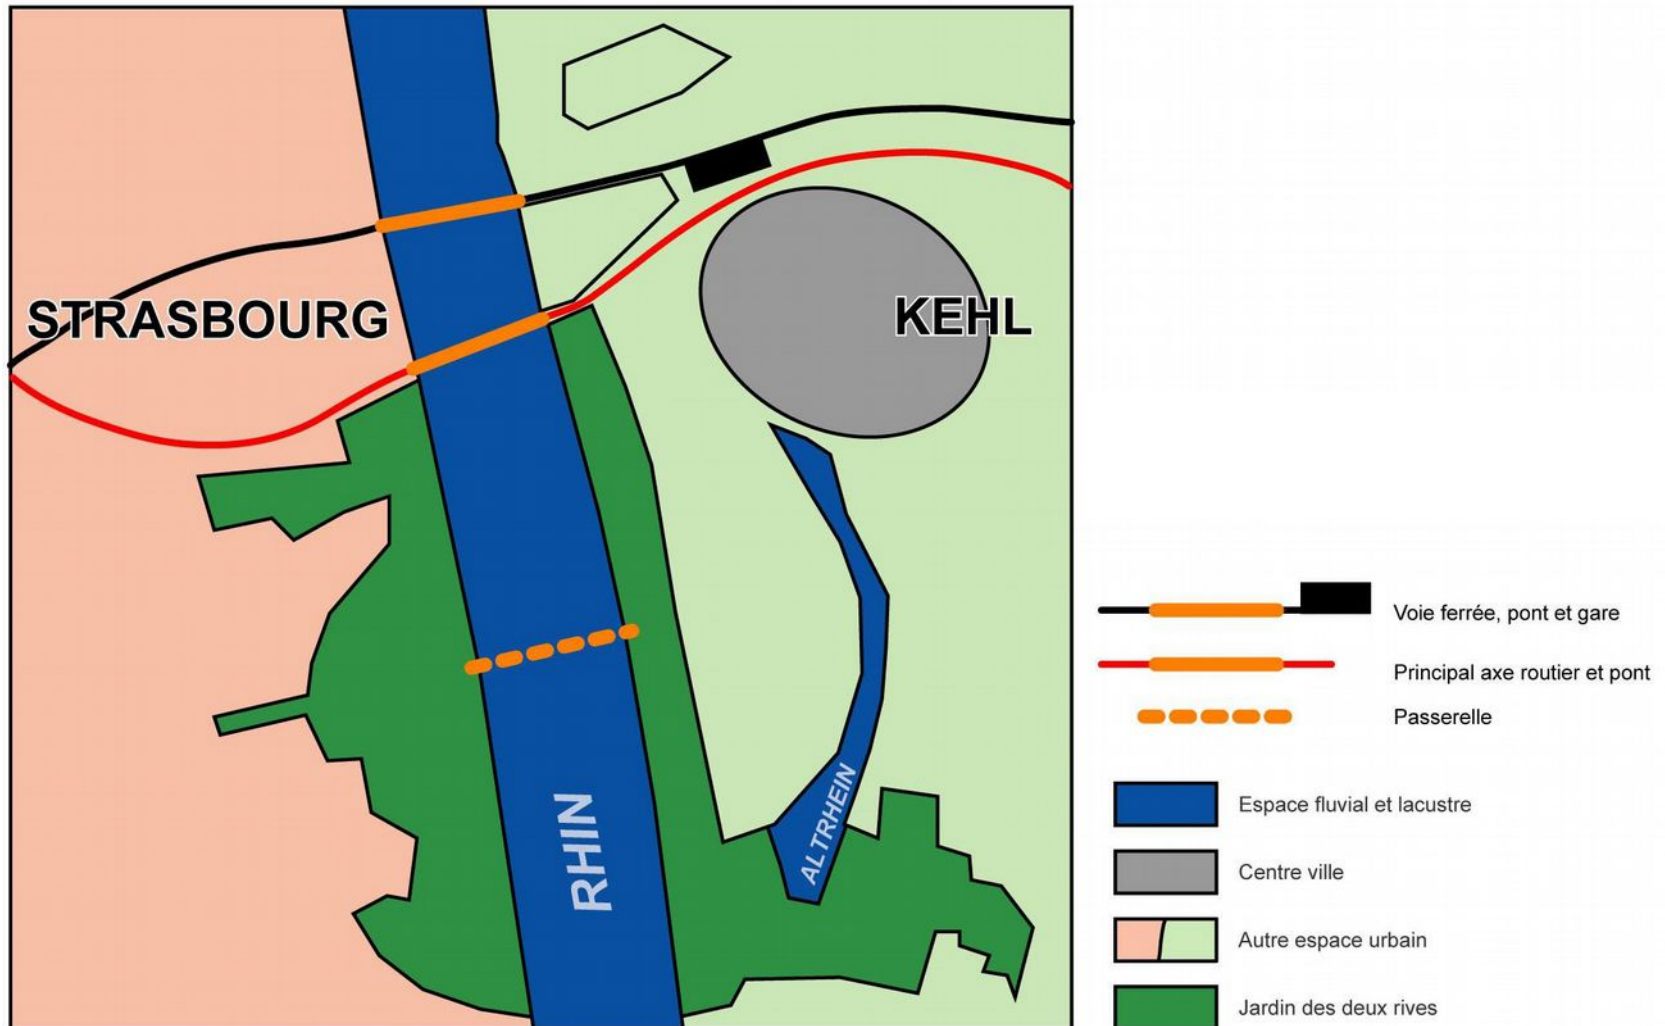 STRASBOURG
KEHL
RHIN
ALTRHEIN
Voie ferrée, pont et gare
Principal axe routier et pont
Passerelle
Espace fluvial et lacustre
Centre ville
Autre espace urbain
Jardin des deux rives